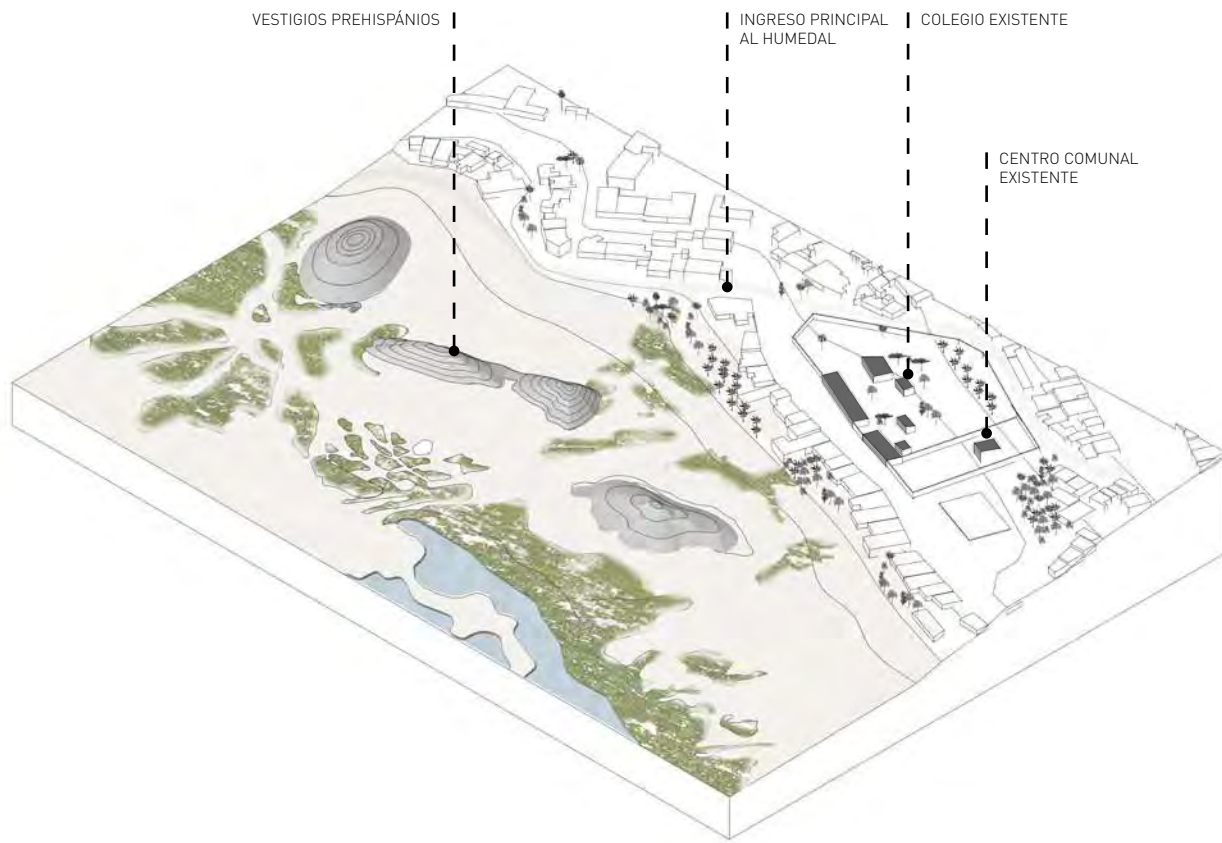 VESTIGIOS PREHISPÁNIOS
INGRESO PRINCIPAL
AL HUMEDAL
COLEGIO EXISTENTE
CENTRO COMUNAL
EXISTENTE